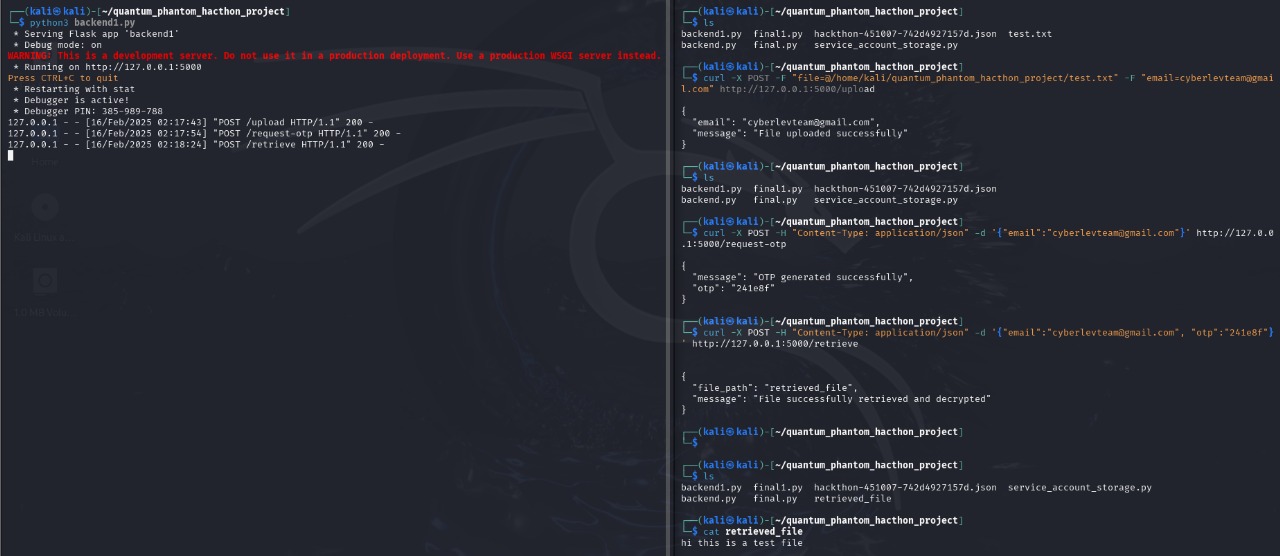 ┌──(kali㉿kali)-[~/quantum_phantom_hacthon_project]
└─$ python3 backend1.py
 * Serving Flask app 'backend1'
 * Debug mode: on
WARNING: This is a development server. Do not use it in a production deployment. Use a production WSGI server instead.
 * Running on http://127.0.0.1:5000
Press CTRL+C to quit
 * Restarting with stat
 * Debugger is active!
 * Debugger PIN: 385-989-788
127.0.0.1 - - [16/Feb/2025 02:17:43] "POST /upload HTTP/1.1" 200 -
127.0.0.1 - - [16/Feb/2025 02:17:54] "POST /request-otp HTTP/1.1" 200 -
127.0.0.1 - - [16/Feb/2025 02:18:24] "POST /retrieve HTTP/1.1" 200 -
Home
Kali Linux a...
1.0 MB Volu...
┌──(kali㉿kali)-[~/quantum_phantom_hacthon_project]
└─$ ls
backend1.py  final1.py  hackthon-451007-742d4927157d.json  test.txt
backend.py  final.py  service_account_storage.py
┌──(kali㉿kali)-[~/quantum_phantom_hacthon_project]
└─$ curl -X POST -F "file=@/home/kali/quantum_phantom_hacthon_project/test.txt" -F "email=cyberlevteam@gmai
l.com" http://127.0.0.1:5000/upload
{
  "email": "cyberlevteam@gmail.com",
  "message": "File uploaded successfully"
}
┌──(kali㉿kali)-[~/quantum_phantom_hacthon_project]
└─$ ls
backend1.py  final1.py  hackthon-451007-742d4927157d.json
backend.py  final.py  service_account_storage.py
┌──(kali㉿kali)-[~/quantum_phantom_hacthon_project]
└─$ curl -X POST -H "Content-Type: application/json" -d '{"email":"cyberlevteam@gmail.com"}' http://127.0.0
.1:5000/request-otp
{
  "message": "OTP generated successfully",
  "otp": "241e8f"
}
┌──(kali㉿kali)-[~/quantum_phantom_hacthon_project]
└─$ curl -X POST -H "Content-Type: application/json" -d '{"email":"cyberlevteam@gmail.com", "otp":"241e8f"}
' http://127.0.0.1:5000/retrieve
{
  "file_path": "retrieved_file",
  "message": "File successfully retrieved and decrypted"
}
┌──(kali㉿kali)-[~/quantum_phantom_hacthon_project]
└─$
┌──(kali㉿kali)-[~/quantum_phantom_hacthon_project]
└─$ ls
backend1.py  final1.py  hackthon-451007-742d4927157d.json  service_account_storage.py
backend.py  final.py  retrieved_file
┌──(kali㉿kali)-[~/quantum_phantom_hacthon_project]
└─$ cat retrieved_file
hi this is a test file